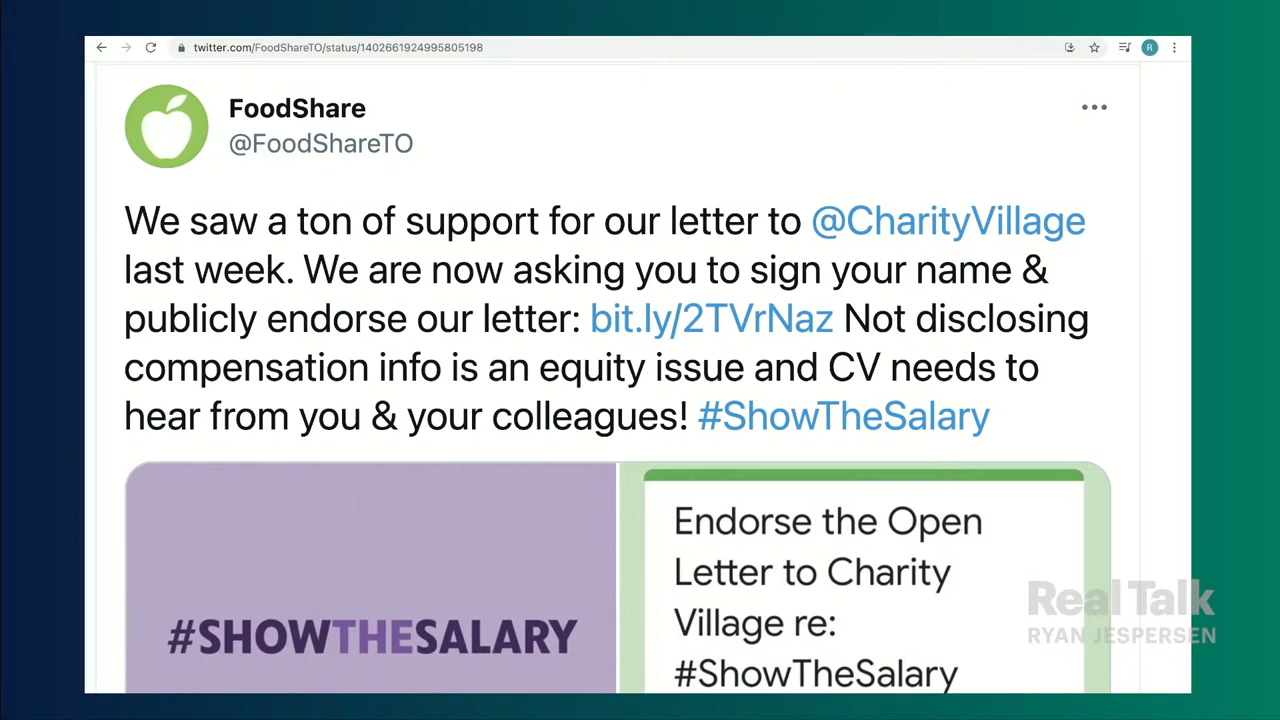 twitter.com/FoodShareTO/status/1402661924995805198
R
FoodShare
@FoodShareTO
We saw a ton of support for our letter to @CharityVillage
last week. We are now asking you to sign your name &
publicly endorse our letter: bit.ly/2TVrNaz Not disclosing
compensation info is an equity issue and CV needs to
hear from you & your colleagues! #ShowTheSalary
#SHOWTHESALARY
Endorse the Open
Letter to Charity
Village re:
#ShowTheSalary
Real Talk
RYAN JESPERSEN